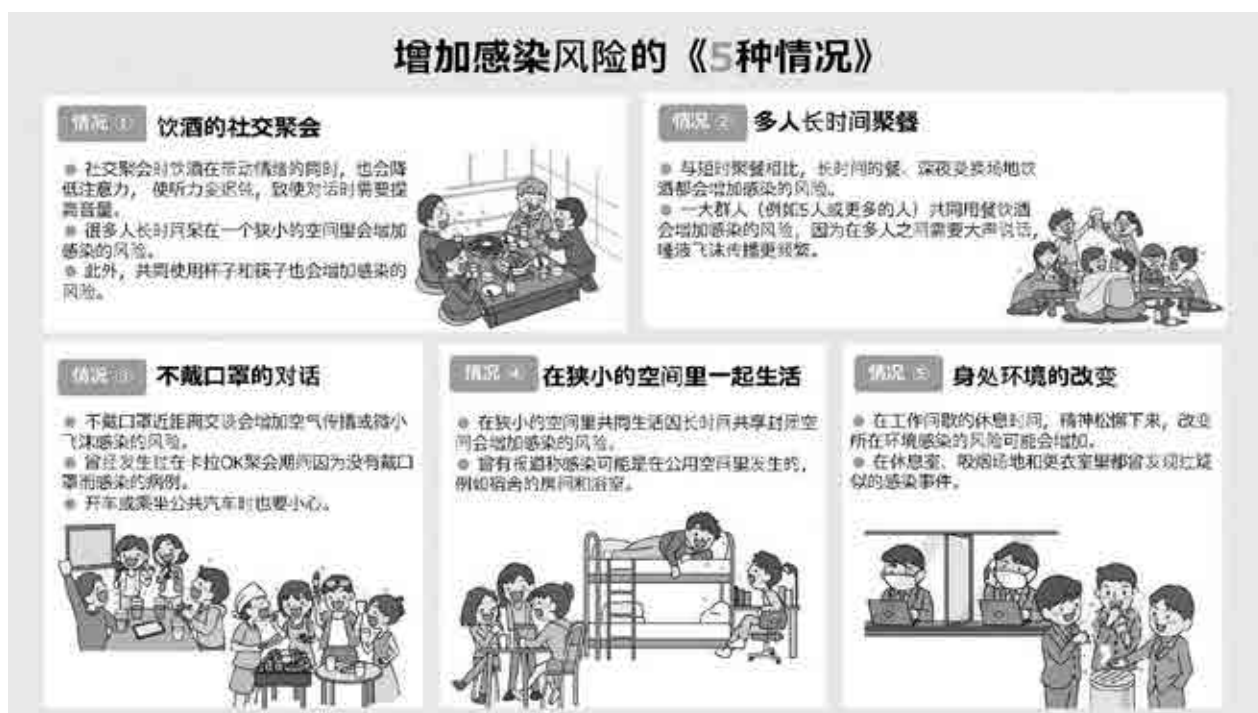 增加感染风险的《5种情况》
情况 ① 饮酒的社交聚会
● 社交聚会时饮酒在带动情绪的同时，也会降
低注意力， 使听力变迟钝，致使对话时需要提
高音量。
● 很多人长时间呆在一个狭小的空间里会增加
感染的风险。
● 此外，共同使用杯子和筷子也会增加感染的
风险。
情况 ② 多人长时间聚餐
● 与短时聚餐相比，长时间的餐、深夜变换场地饮
酒都会增加感染的风险。
● 一大群人（例如5人或更多的人）共同用餐饮酒
会增加感染的风险，因为在多人之间需要大声说话，
唾液飞沫传播更频繁。
情况 ③ 不戴口罩的对话
● 不戴口罩近距离交谈会增加空气传播或微小
飞沫感染的风险。
● 曾经发生过在卡拉OK聚会期间因为没有戴口
罩而感染的病例。
● 开车或乘坐公共汽车时也要小心。
情况 ④ 在狭小的空间里一起生活
● 在狭小的空间里共同生活因长时间共享封闭空
间会增加感染的风险。
● 曾有报道称感染可能是在公用空间里发生的，
例如宿舍的房间和浴室。
情况 ⑤ 身处环境的改变
● 在工作间歇的休息时间，精神松懈下来，改变
所在环境感染的风险可能会增加。
● 在休息室、吸烟场地和更衣室里都曾发现过疑
似的感染事件。